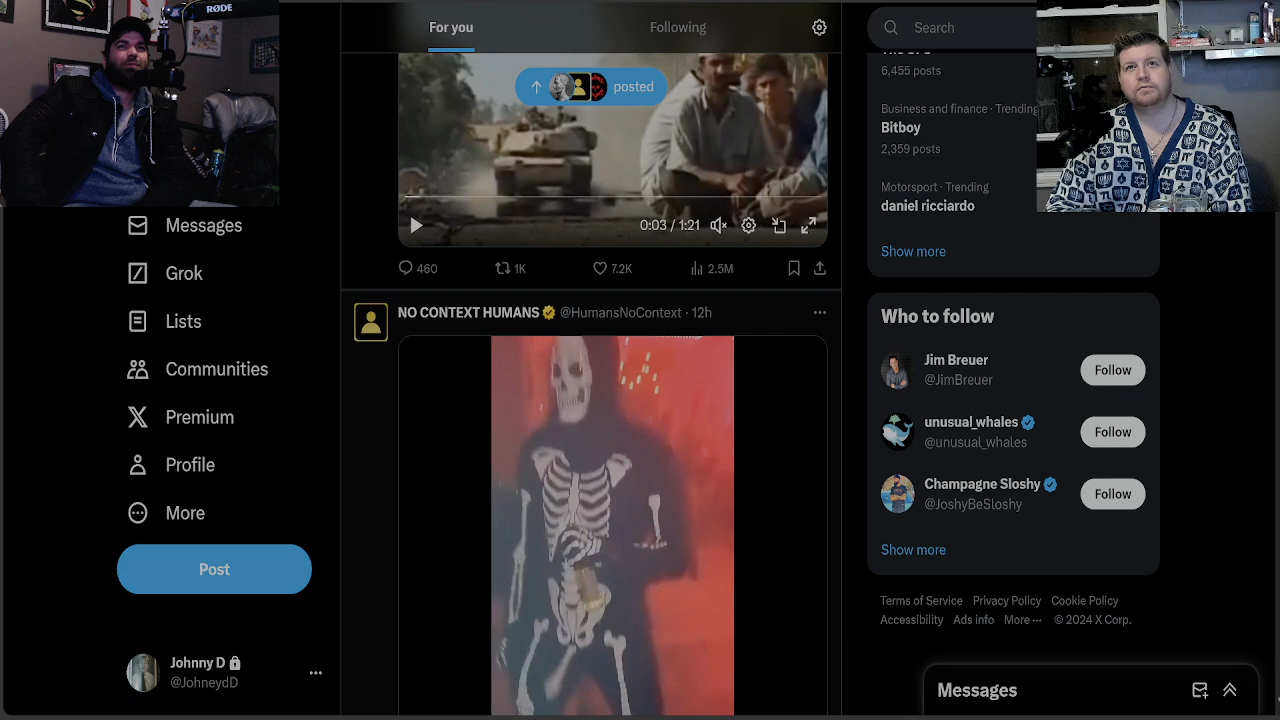 RØDE
For you
Following
Search
posted
6,455 posts
Business and finance · Trending
Bitboy
2,359 posts
Motorsport · Trending
daniel ricciardo
Show more
0:03 / 1:21
460
1K
7.2K
2.5M
Messages
Grok
Lists
Communities
Premium
Profile
More
Post
Johnny D
@JohneydD
NO CONTEXT HUMANS @HumansNoContext · 12h
Who to follow
Jim Breuer
@JimBreuer
Follow
unusual_whales
@unusual_whales
Follow
Champagne Sloshy
@JoshyBeSloshy
Follow
Show more
Terms of Service Privacy Policy Cookie Policy
Accessibility Ads info More ··· © 2024 X Corp.
Messages